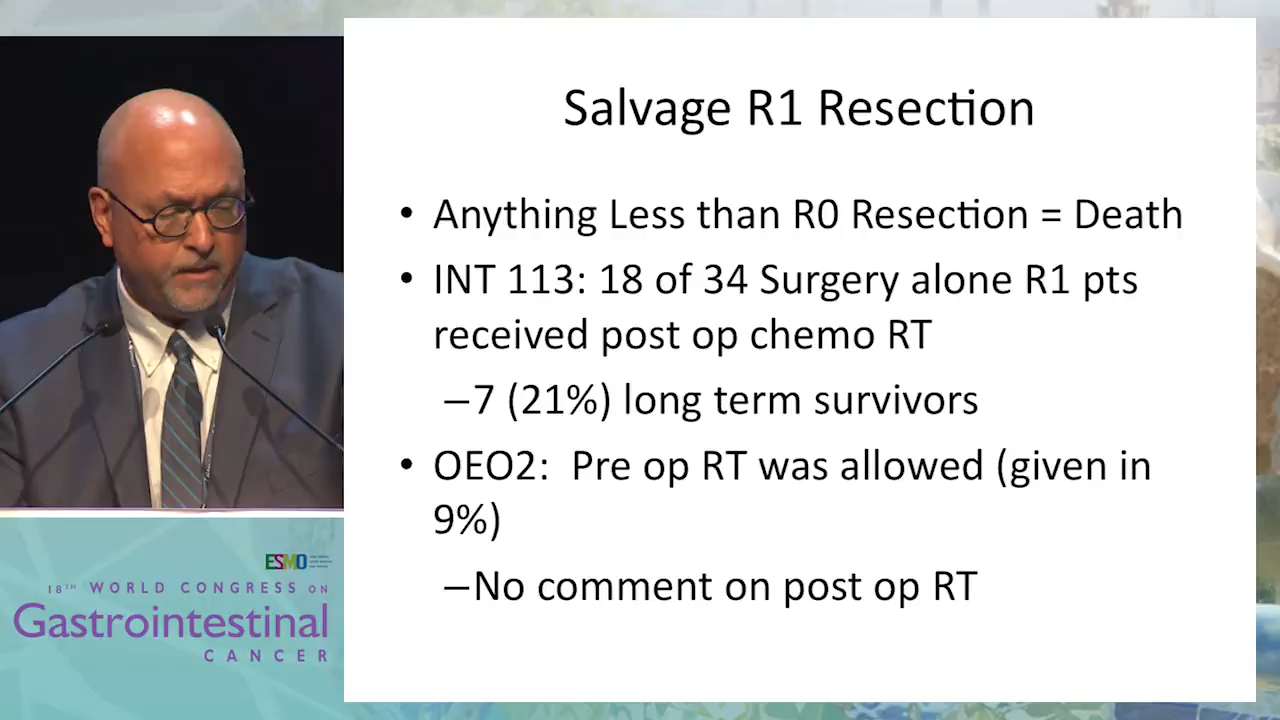 Salvage R1 Resection
• Anything Less than R0 Resection = Death
• INT 113: 18 of 34 Surgery alone R1 pts
received post op chemo RT
–7 (21%) long term survivors
• OEO2: Pre op RT was allowed (given in
9%)
–No comment on post op RT
ESMO
18TH WORLD CONGRESS ON
Gastrointestinal
CANCER